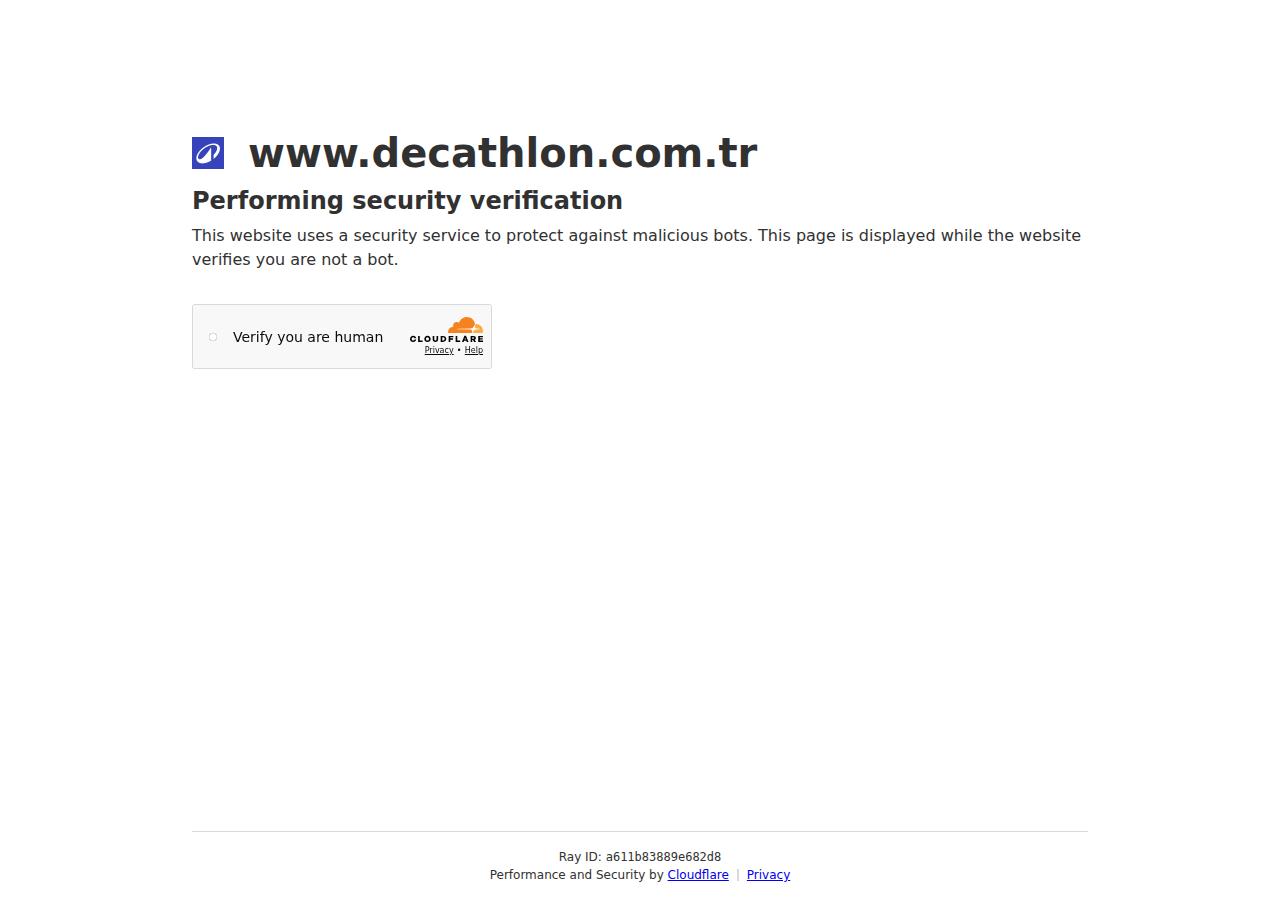 www.decathlon.com.tr
Performing security verification
This website uses a security service to protect against malicious bots. This page is displayed while the website
verifies you are not a bot.
Verify you are human
CLOUDFLARE
Privacy • Help
Ray ID: a611b83889e682d8
Performance and Security by Cloudflare | Privacy